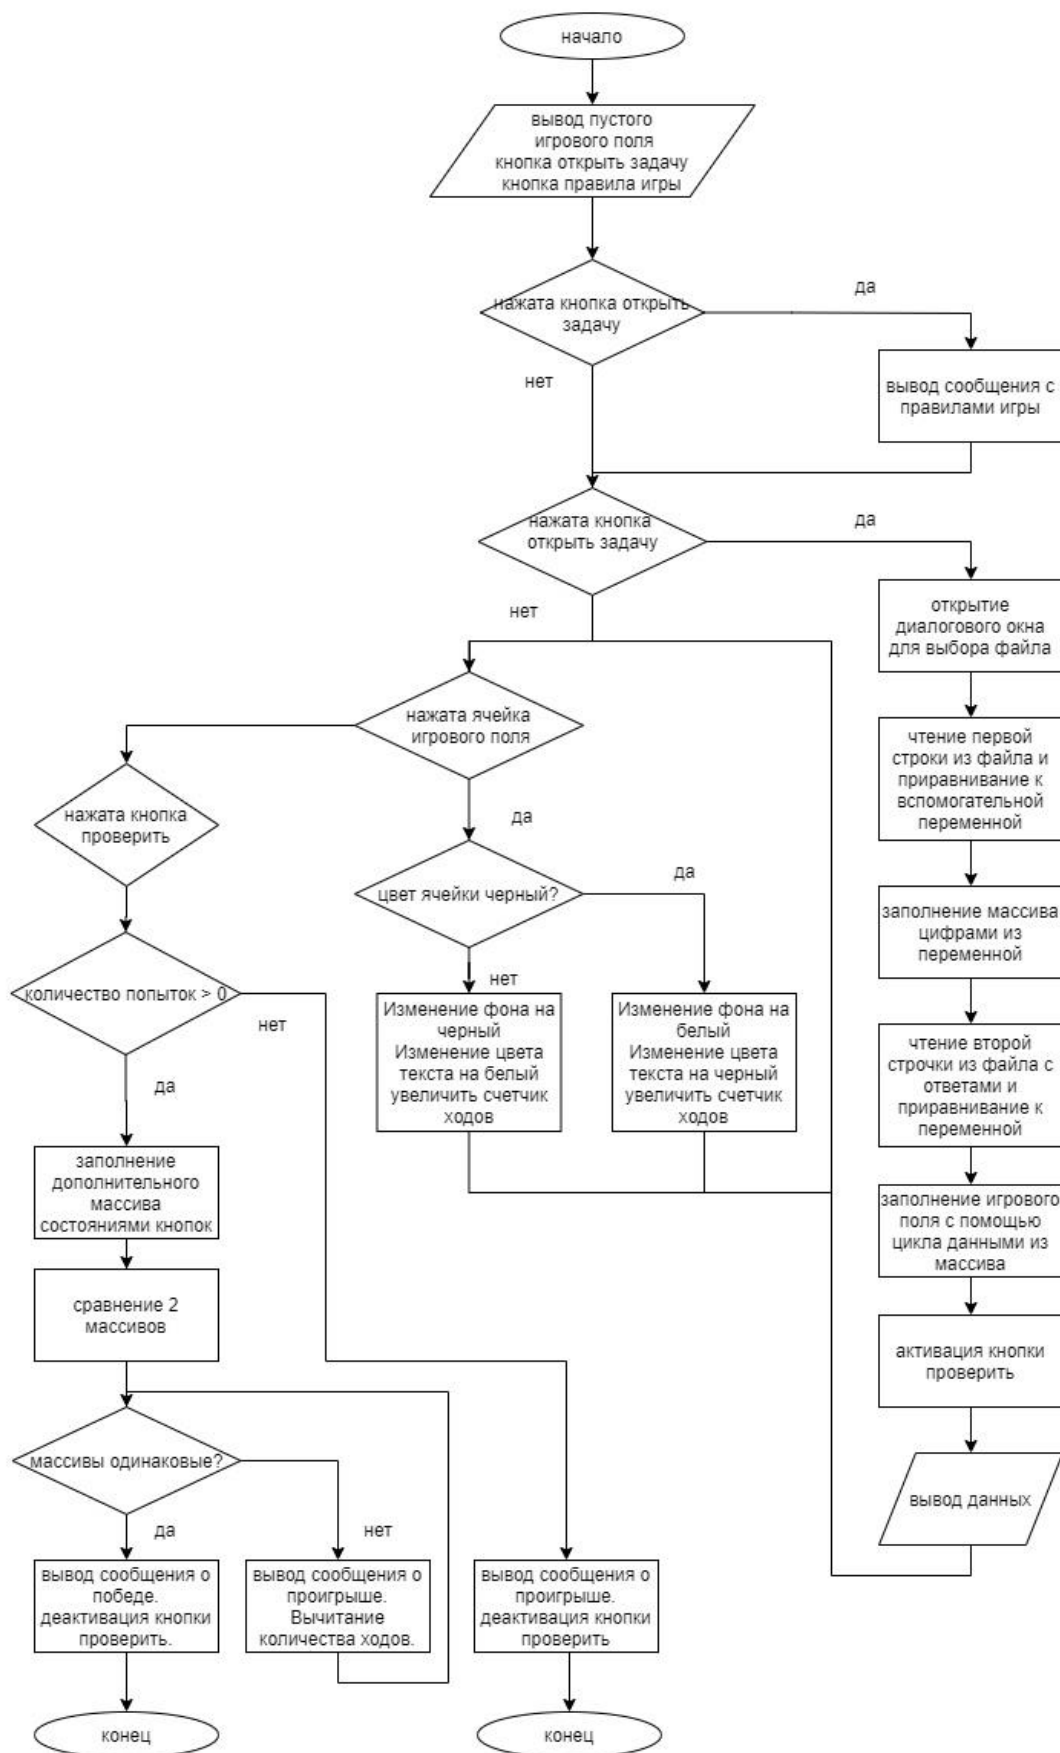 начало
вывод пустого
игрового поля
кнопка открыть задачу
кнопка правила игры
нажата кнопка открыть
задачу
да
нет
вывод сообщения с
правилами игры
нажата кнопка
открыть задачу
да
нет
открытие
диалогового окна
для выбора файла
нажата ячейка
игрового поля
чтение первой
строки из файла и
приравнивание к
вспомогательной
переменной
нажата кнопка
проверить
да
цвет ячейки черный?
да
нет
заполнение массива
цифрами из
переменной
количество попыток > 0
нет
да
Изменение фона на
черный
Изменение цвета
текста на белый
увеличить счетчик
ходов
Изменение фона на
белый
Изменение цвета
текста на черный
увеличить счетчик
ходов
чтение второй
строчки из файла с
ответами и
приравнивание к
переменной
заполнение
дополнительного
массива
состояниями кнопок
заполнение игрового
поля с помощью
цикла данными из
массива
сравнение 2
массивов
активация кнопки
проверить
массивы одинаковые?
да
нет
вывод данных
вывод сообщения о
победе.
деактивация кнопки
проверить.
вывод сообщения о
проигрыше.
Вычитание
количества ходов.
вывод сообщения о
проигрыше.
деактивация кнопки
проверить
конец
конец